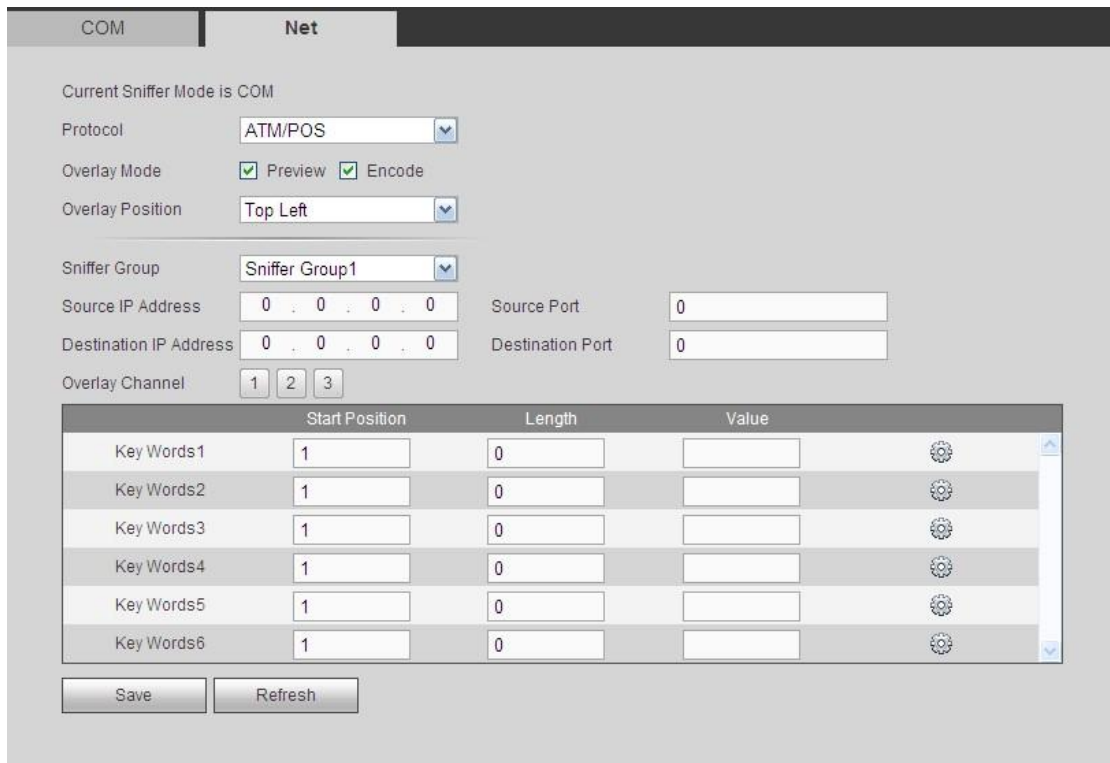 COM Net
Current Sniffer Mode is COM
Protocol ATM/POS
Overlay Mode Preview Encode
Overlay Position Top Left
Sniffer Group Sniffer Group1
Source IP Address 0 . 0 . 0 . 0 Source Port 0
Destination IP Address 0 . 0 . 0 . 0 Destination Port 0
Overlay Channel 1 2 3
Start Position Length Value
Key Words1 1 0
Key Words2 1 0
Key Words3 1 0
Key Words4 1 0
Key Words5 1 0
Key Words6 1 0
Save Refresh